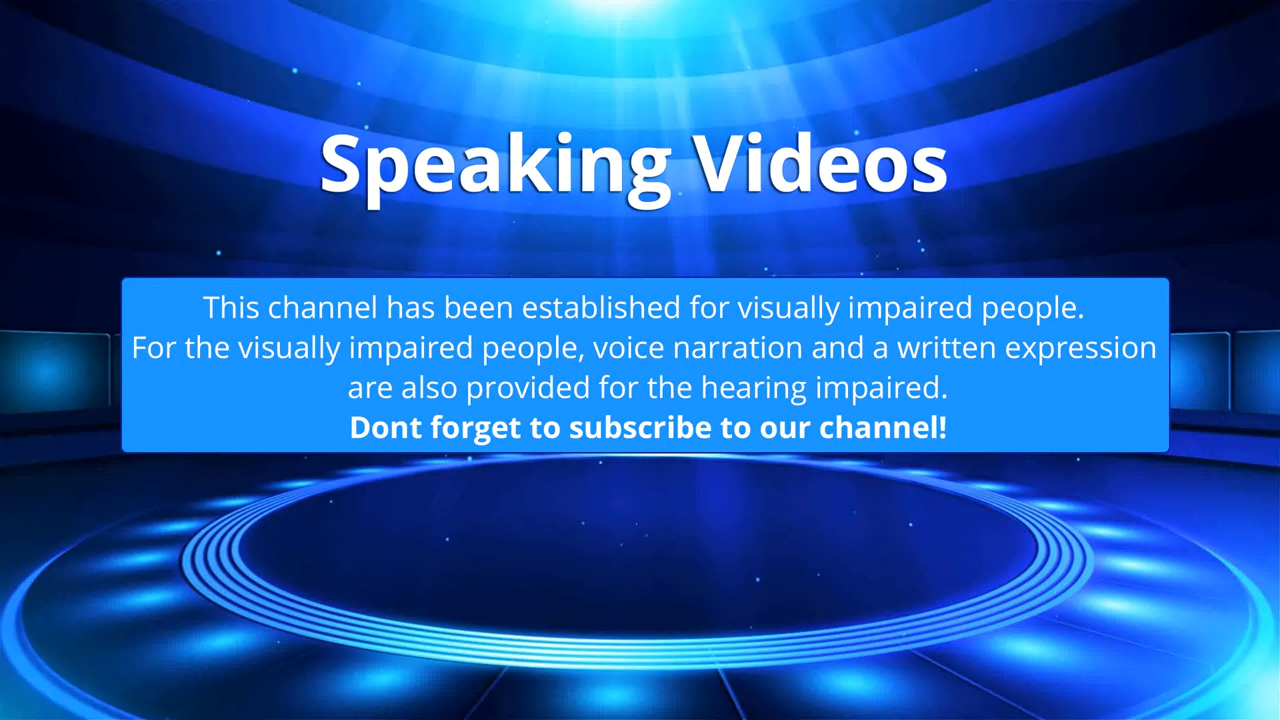 Speaking Videos
This channel has been established for visually impaired people.
For the visually impaired people, voice narration and a written expression
are also provided for the hearing impaired.
Dont forget to subscribe to our channel!